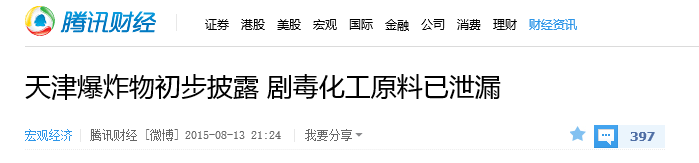 腾讯财经 证券 港股 美股 宏观 国际 金融 公司 消费 理财 财经资讯
天津爆炸物初步披露 剧毒化工原料已泄漏
宏观经济 腾讯财经 [微博] 2015-08-13 21:24 我要分享 397